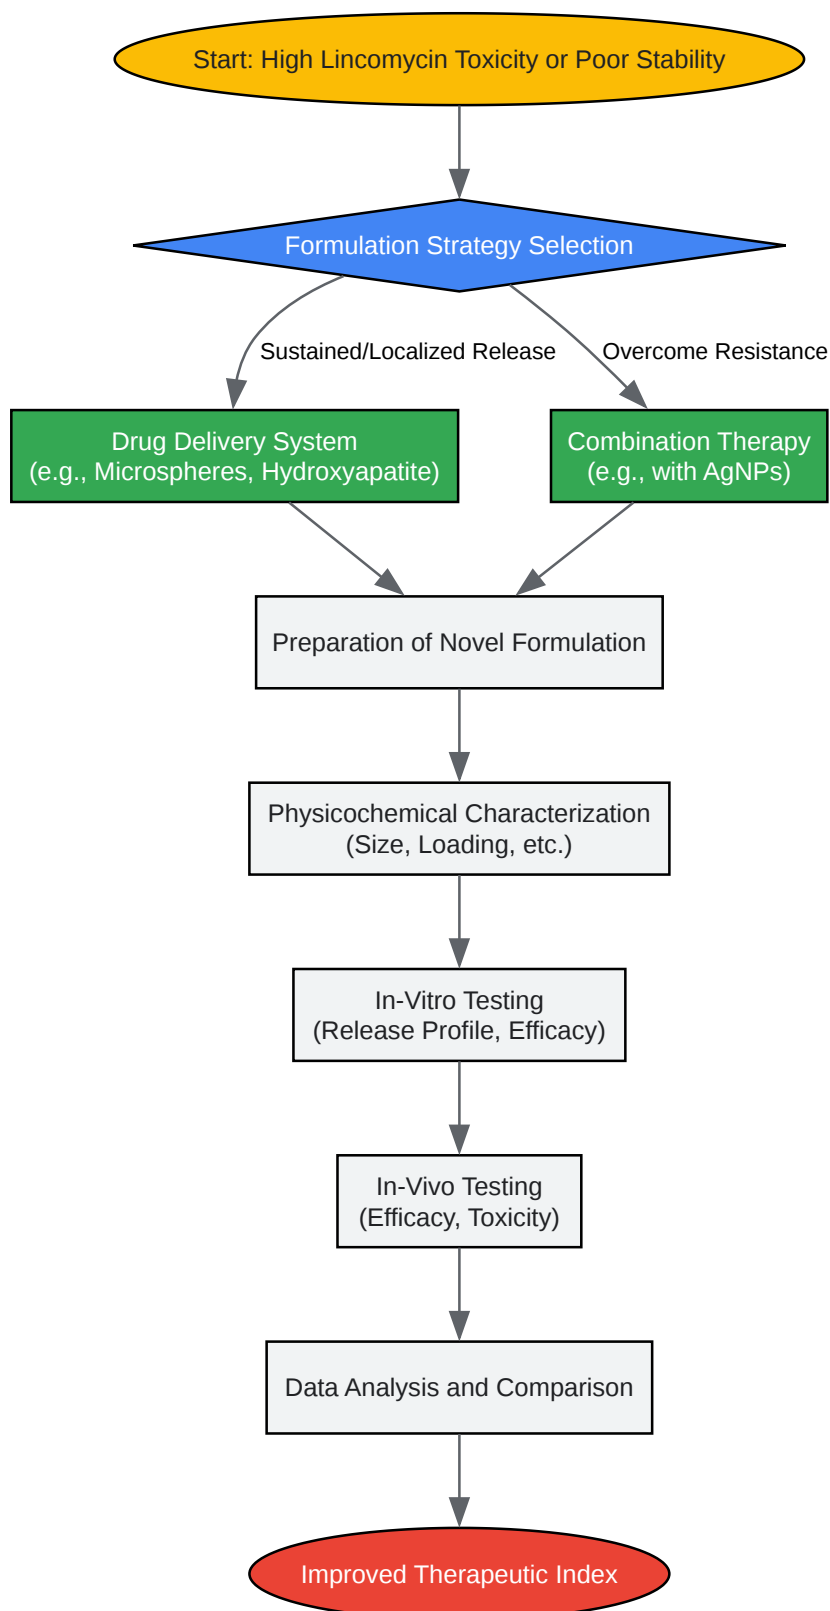 Start: High Lincomycin Toxicity or Poor Stability
Formulation Strategy Selection
Sustained/Localized Release
Overcome Resistance
Drug Delivery System
(e.g., Microspheres, Hydroxyapatite)
Combination Therapy
(e.g., with AgNPs)
Preparation of Novel Formulation
Physicochemical Characterization
(Size, Loading, etc.)
In-Vitro Testing
(Release Profile, Efficacy)
In-Vivo Testing
(Efficacy, Toxicity)
Data Analysis and Comparison
Improved Therapeutic Index